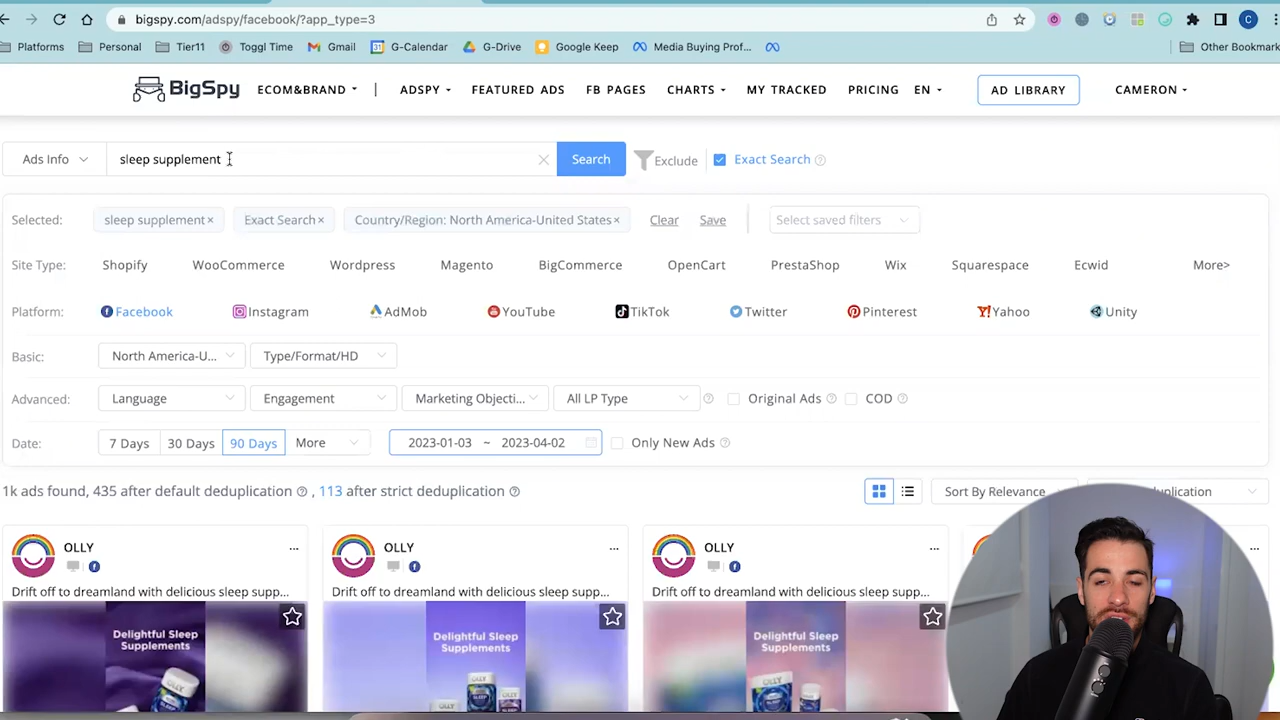 bigspy.com/adspy/facebook/?app_type=3
Platforms Personal Tier11 Toggl Time Gmail G-Calendar G-Drive Google Keep Media Buying Prof... Other Bookmark
BigSpy ECOM&BRAND | ADSPY FEATURED ADS FB PAGES CHARTS MY TRACKED PRICING EN AD LIBRARY CAMERON
Ads Info sleep supplement Search Exclude Exact Search
Selected: sleep supplement× Exact Search× Country/Region: North America-United States× Clear Save Select saved filters
Site Type: Shopify WooCommerce Wordpress Magento BigCommerce OpenCart PrestaShop Wix Squarespace Ecwid More>
Platform: Facebook Instagram AdMob YouTube TikTok Twitter Pinterest Yahoo Unity
Basic: North America-U... Type/Format/HD
Advanced: Language Engagement Marketing Objecti... All LP Type Original Ads COD
Date: 7 Days 30 Days 90 Days More 2023-01-03 ~ 2023-04-02 Only New Ads
1k ads found, 435 after default deduplication , 113 after strict deduplication Sort By Relevance
OLLY ... OLLY ... OLLY ... ...
Drift off to dreamland with delicious sleep supp... Drift off to dreamland with delicious sleep supp... Drift off to dreamland with delicious sleep supp...
Delightful Sleep Delightful Sleep Delightful Sleep
Supplements Supplements Supplements
OLLY OLLY OLLY
SLEEP SLEEP SLEEP